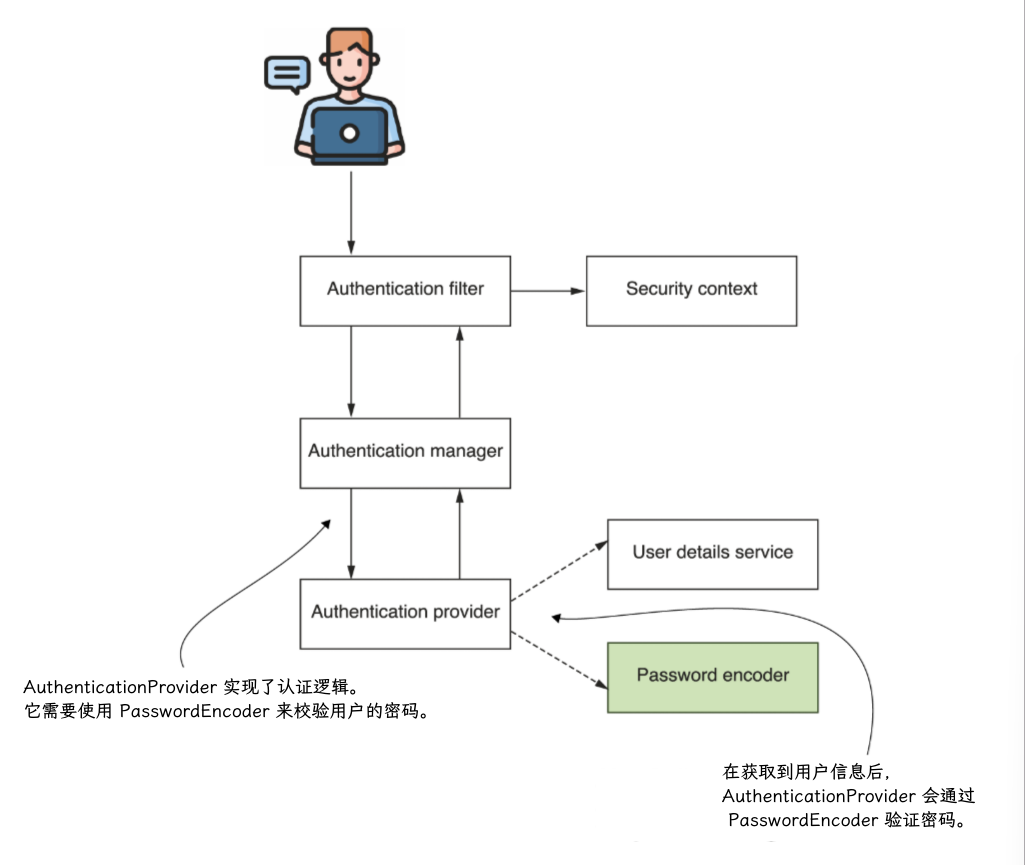 Authentication filter
Security context
Authentication manager
User details service
Authentication provider
Password encoder
AuthenticationProvider 实现了认证逻辑。
它需要使用 PasswordEncoder 来校验用户的密码。
在获取到用户信息后,
AuthenticationProvider 会通过
PasswordEncoder 验证密码。